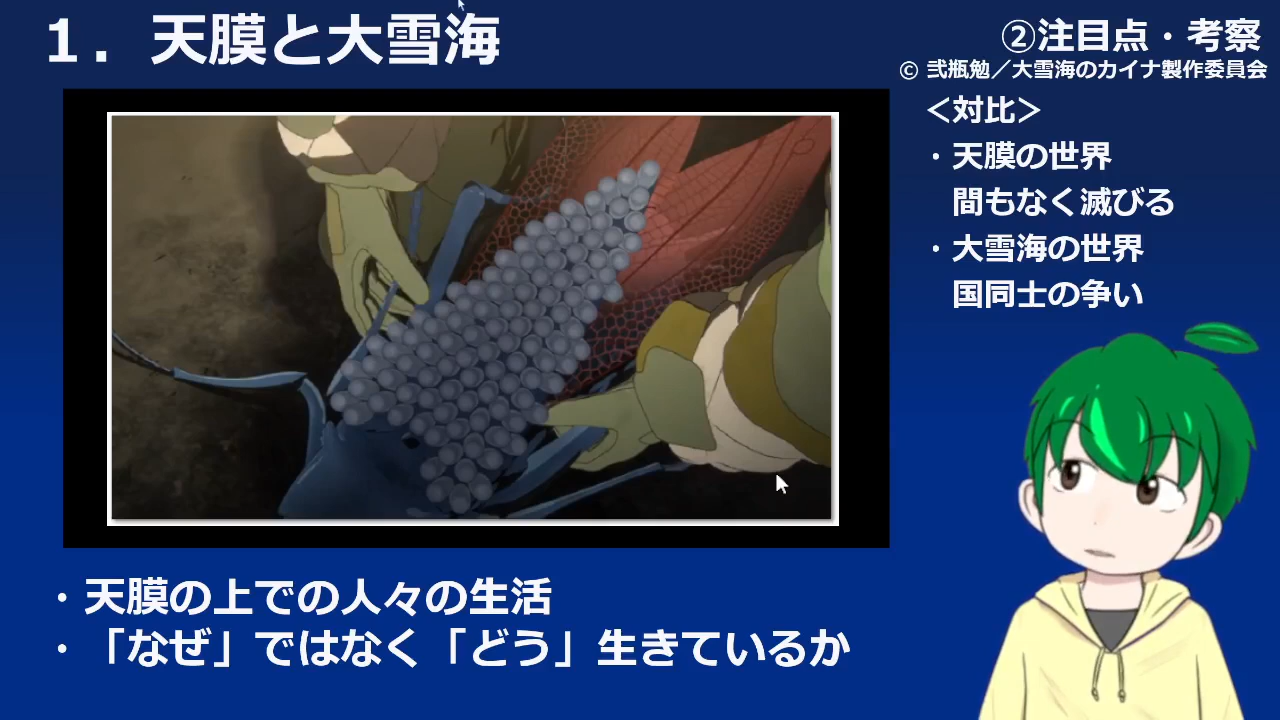 １．天膜と大雪海
②注目点・考察
© 弐瓶勉／大雪海のカイナ製作委員会
＜対比＞
・天膜の世界
間もなく滅びる
・大雪海の世界
国同士の争い
・天膜の上での人々の生活
・「なぜ」ではなく「どう」生きているか